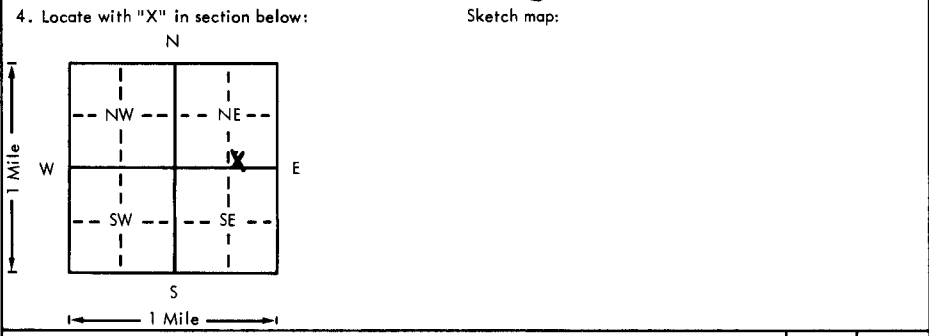 4. Locate with "X" in section below:
Sketch map:
N
NW
NE
1 Mile
W
X
E
SW
SE
S
1 Mile